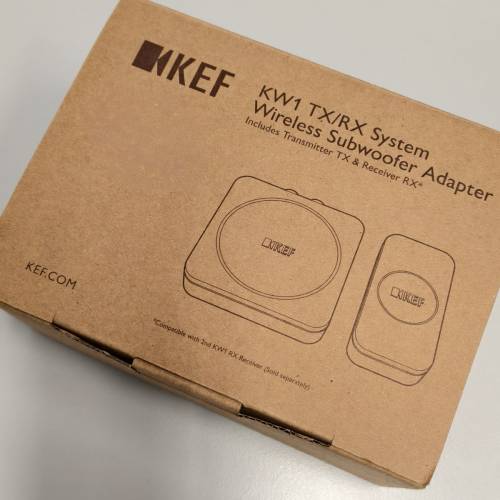 KEF
KW1 TX/RX System
Wireless Subwoofer Adapter
Includes Transmitter TX & Receiver RX*
KEF
KEF
KEF.COM
*Compatible with 2nd KW1 RX Receiver (Sold separately)